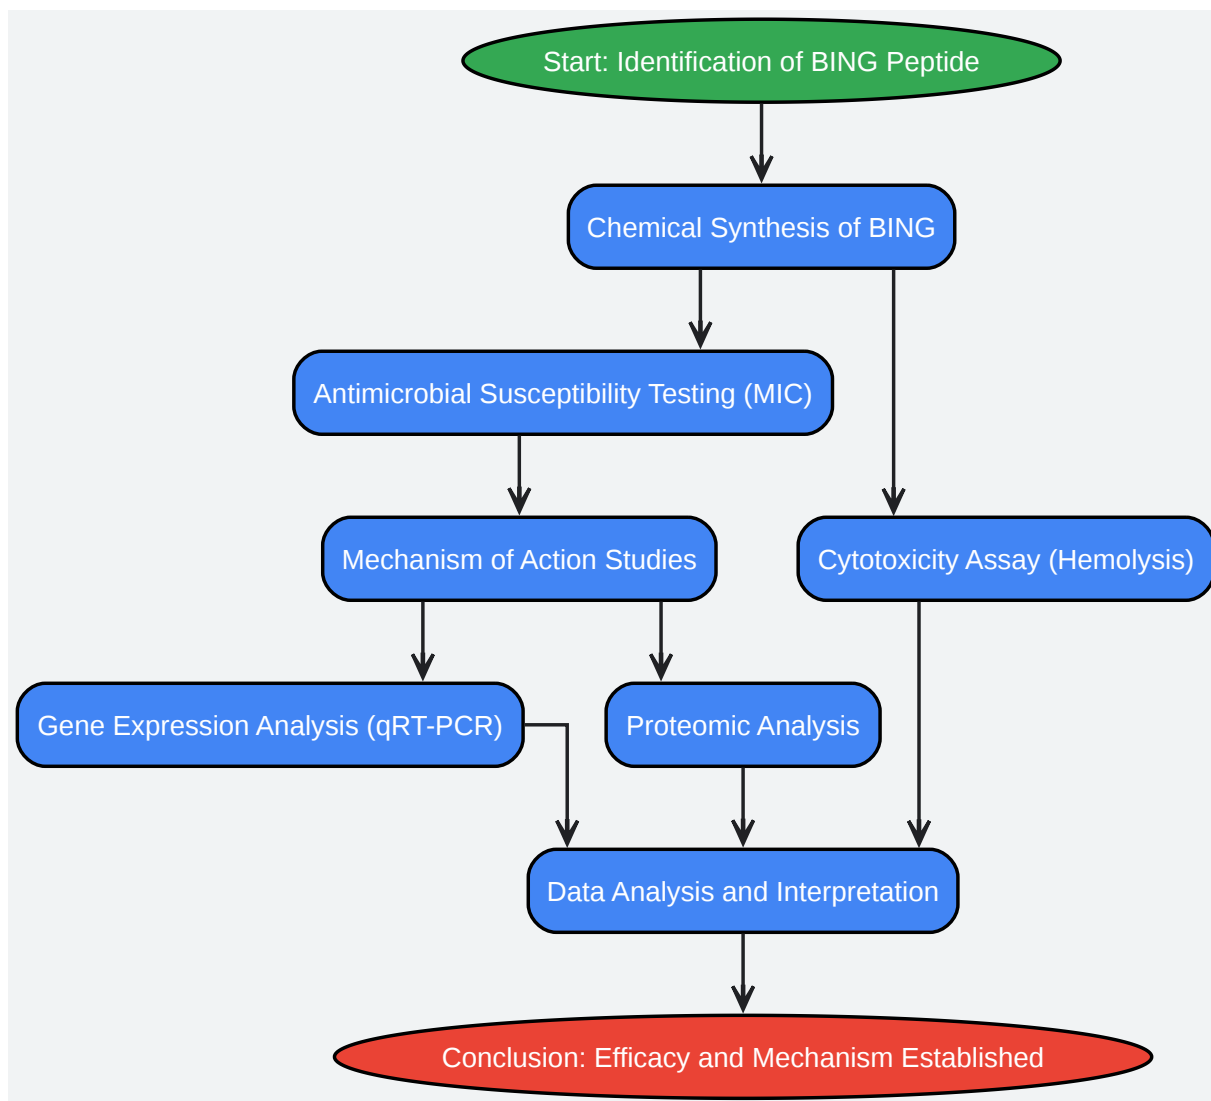 Start: Identification of BING Peptide
Chemical Synthesis of BING
Antimicrobial Susceptibility Testing (MIC)
Mechanism of Action Studies
Cytotoxicity Assay (Hemolysis)
Gene Expression Analysis (qRT-PCR)
Proteomic Analysis
Data Analysis and Interpretation
Conclusion: Efficacy and Mechanism Established